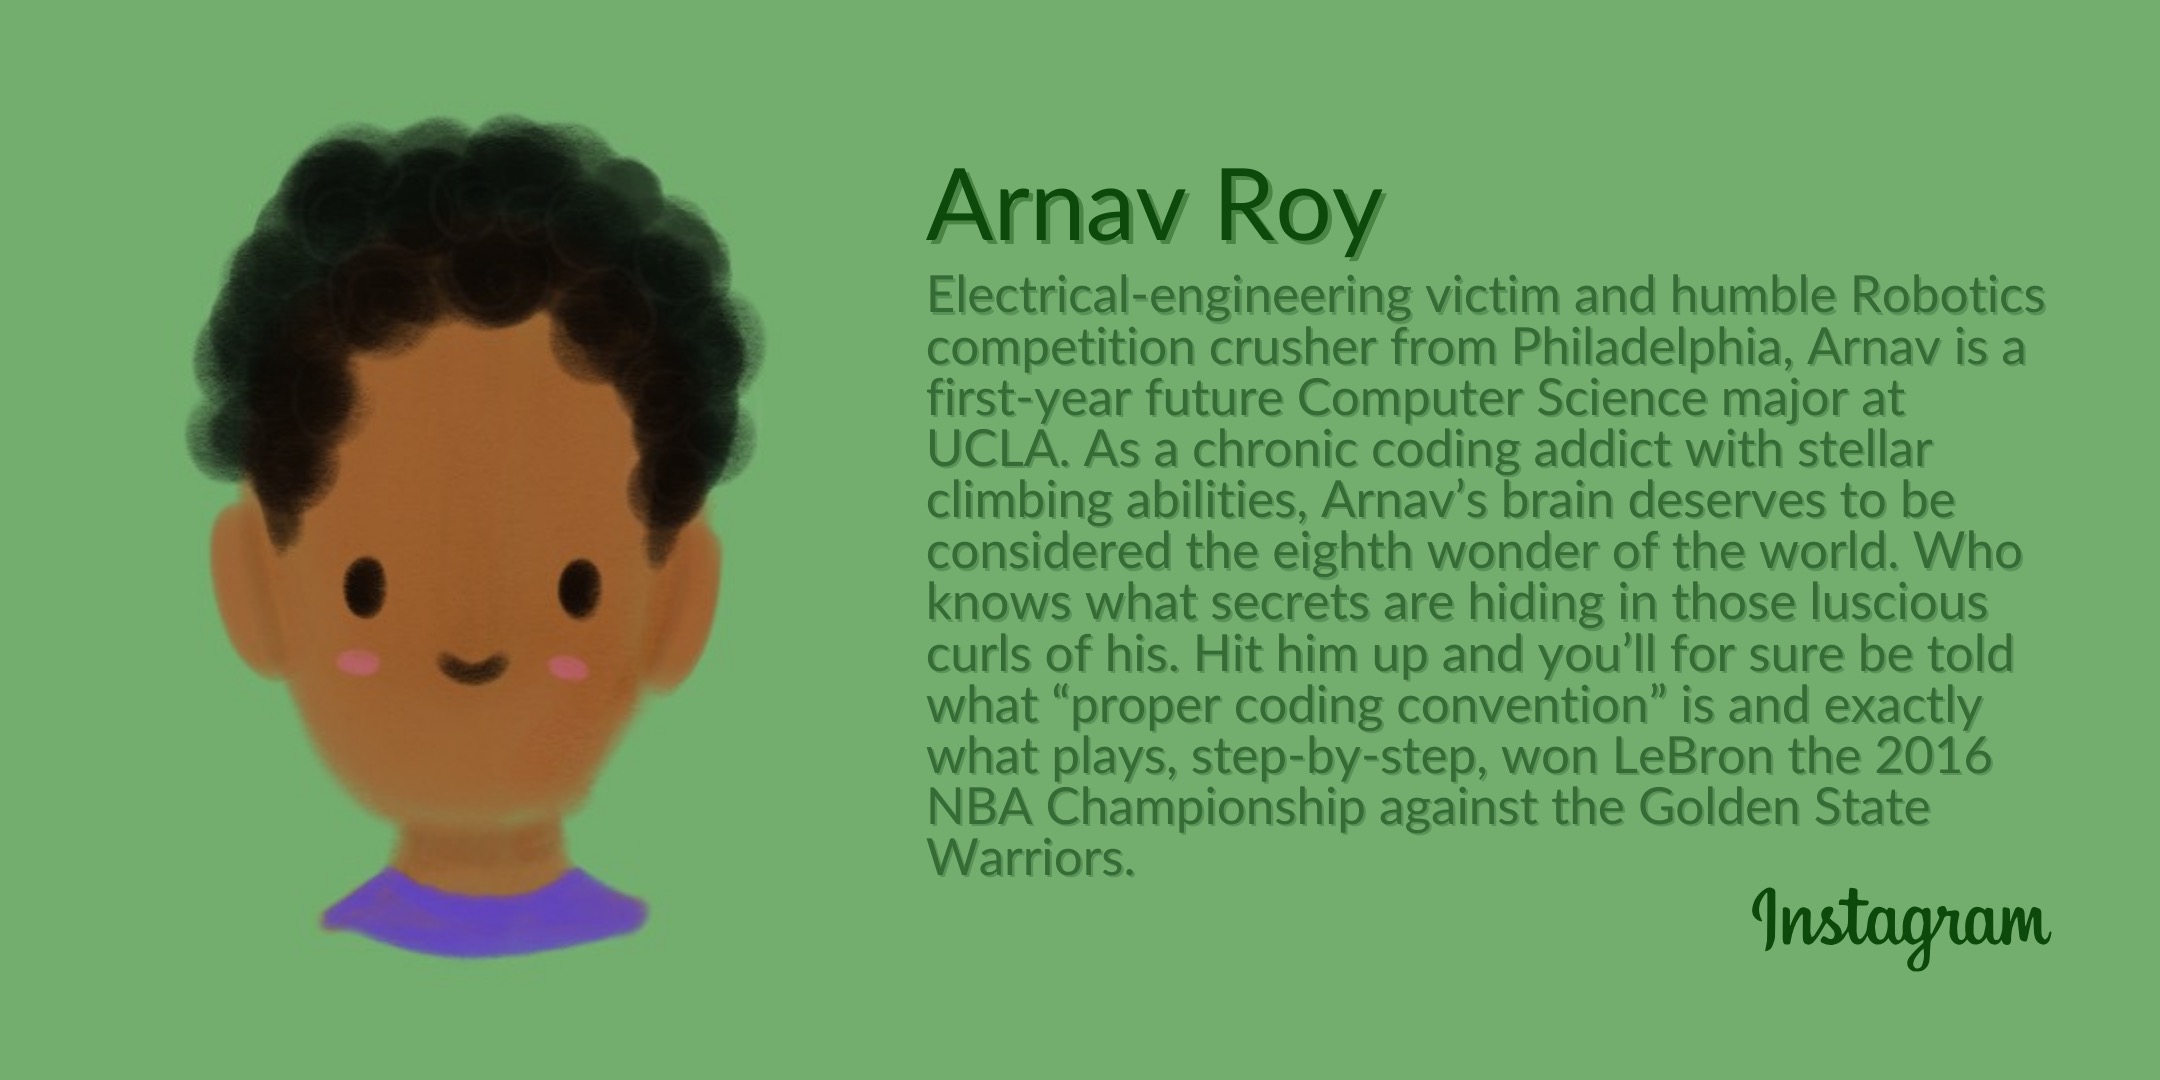 Arnav Roy
Electrical-engineering victim and humble Robotics
competition crusher from Philadelphia, Arnav is a
first-year future Computer Science major at
UCLA. As a chronic coding addict with stellar
climbing abilities, Arnav’s brain deserves to be
considered the eighth wonder of the world. Who
knows what secrets are hiding in those luscious
curls of his. Hit him up and you’ll for sure be told
what “proper coding convention” is and exactly
what plays, step-by-step, won LeBron the 2016
NBA Championship against the Golden State
Warriors.
Instagram